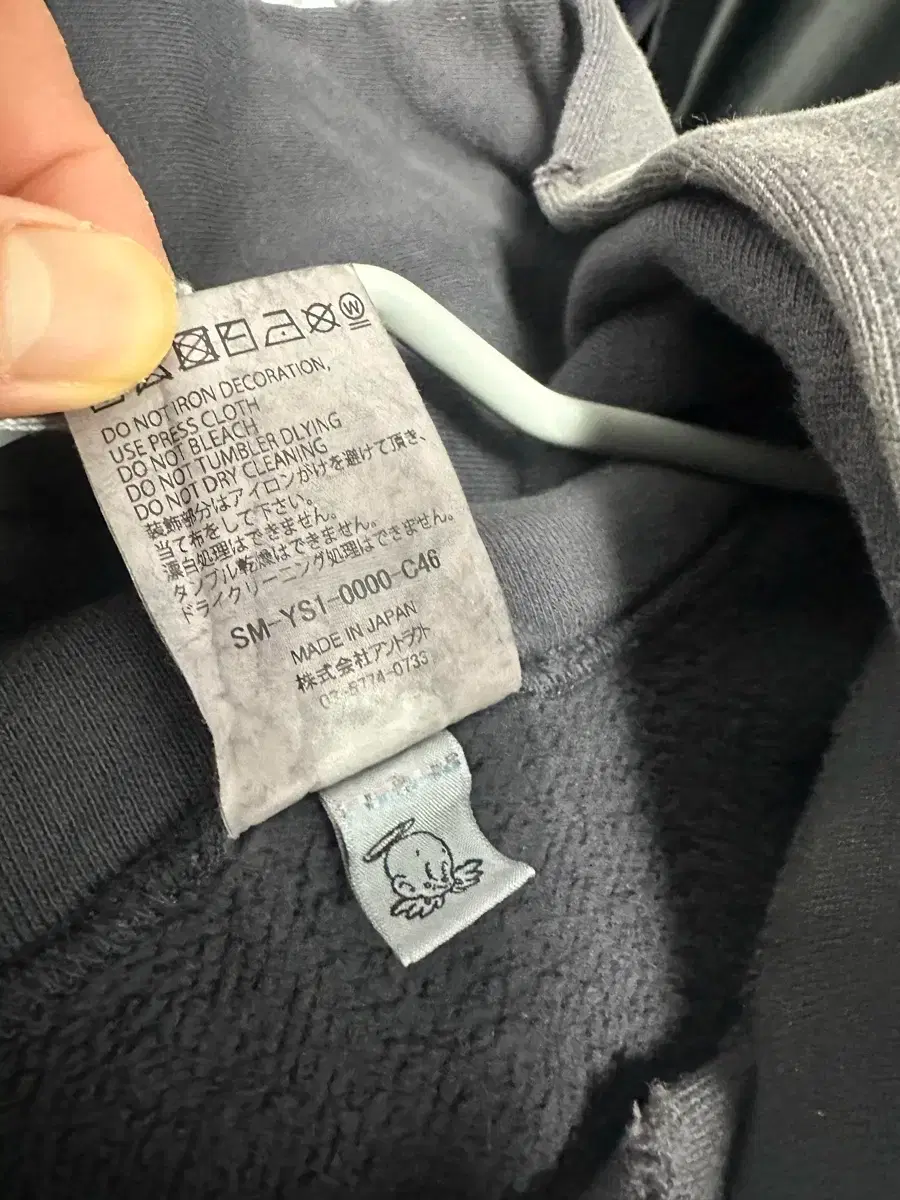 W
DO NOT IRON DECORATION,
USE PRESS CLOTH
DO NOT BLEACH
DO NOT TUMBLER DLYING
DO NOT DRY CLEANING
装飾部分はアイロンがけを避けて頂き、
当て布をして下さい。
漂白処理はできません。
タンブル乾燥はできません。
ドライクリーニング処理はできません。
SM-YS1-0000-C46
MADE IN JAPAN
株式会社アントラクト
03-5774-0733